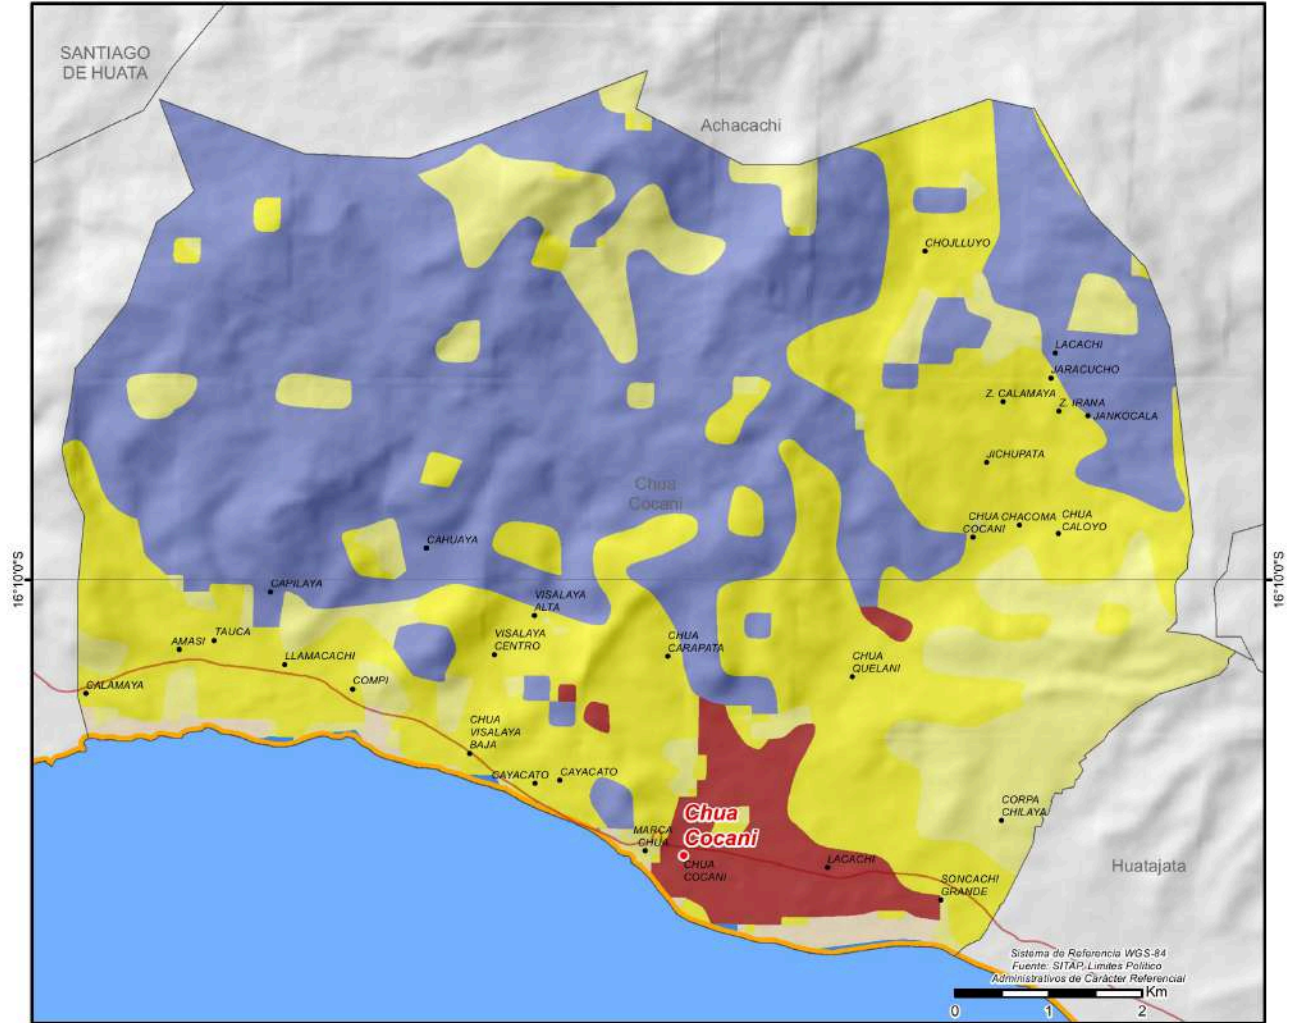 SANTIAGO
DE HUATA
Achacachi
CHOJLLUYO
LACACHI
JARACUCHO
Z. CALAMAYA
Z. IRANA
JANKOCALA
JICHUPATA
Chua
Cocani
CHUA
COCANI
CHACOMA
CHUA
CALOYO
CAHUAYA
16°10'0"S
16°10'0"S
CAPILAYA
VISALAYA
ALTA
TAUCA
AMASI
VISALAYA
CENTRO
CHUA
CARAPATA
LLAMACACHI
CHUA
QUELANI
CALAMAYA
COMPI
CHUA
VISALAYA
BAJA
CAYACATO
CAYACATO
CORPA
CHILAYA
Chua
Cocani
MARCA
CHUA
CHUA
COCANI
LACACHI
Huatajata
SONCACHI
GRANDE
Sistema de Referencia WGS-84
Fuente: SITAP, Limites Político
Administrativos de Carácter Referencial
Km
0 1 2